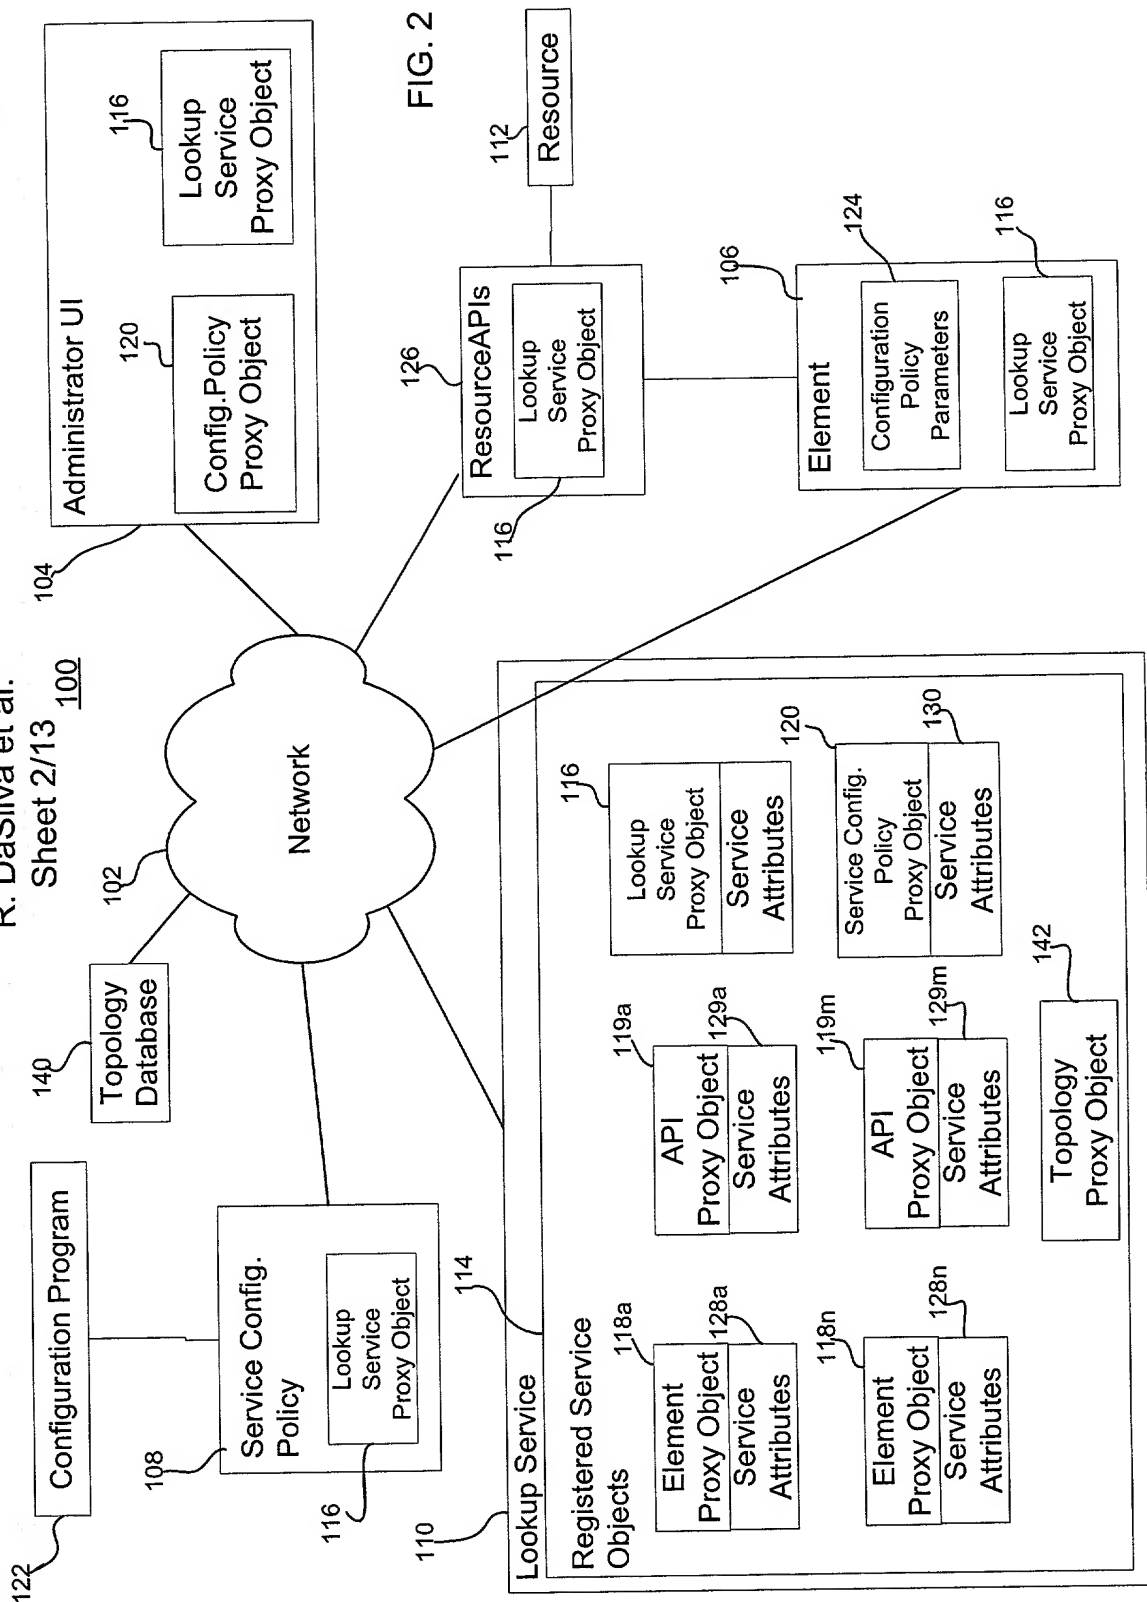 R. DaSilva et al.
Sheet 2/13
100
FIG. 2
122
Configuration Program
108
Service Config.
Policy
Lookup
Service
Proxy Object
116
140
Topology
Database
102
Network
104
Administrator UI
120
Config.Policy
Proxy Object
116
Lookup
Service
Proxy Object
126
ResourceAPIs
Lookup
Service
Proxy Object
116
112
Resource
106
Element
124
Configuration
Policy
Parameters
116
Lookup
Service
Proxy Object
110
Lookup Service
114
Registered Service
Objects
118a
Element
Proxy Object
128a
Service
Attributes
118n
Element
Proxy Object
128n
Service
Attributes
119a
API
Proxy Object
129a
Service
Attributes
119m
API
Proxy Object
129m
Service
Attributes
116
Lookup
Service
Proxy Object
Service
Attributes
120
Service Config.
Policy
Proxy Object
130
Service
Attributes
142
Topology
Proxy Object